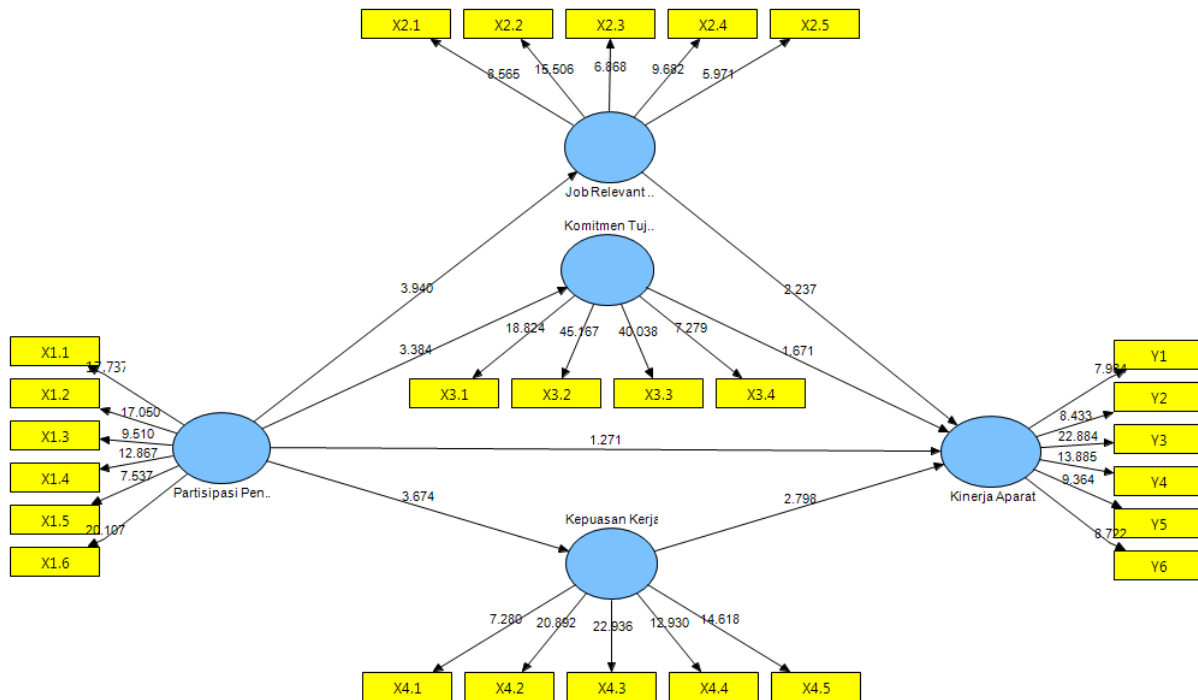 X2.1
X2.2
X2.3
X2.4
X2.5
8.565
15.506
6.868
9.682
5.971
Job Relevant ..
Komitmen Tuj..
3.940
2.237
3.384
18.824
45.167
40.038
7.279
1.671
X3.1
X3.2
X3.3
X3.4
X1.1
X1.2
X1.3
X1.4
X1.5
X1.6
17.737
17.050
9.510
12.867
7.537
20.107
Partisipasi Pen..
1.271
3.674
2.798
Kinerja Aparat
Y1
Y2
Y3
Y4
Y5
Y6
8.433
22.884
13.885
9.364
8.722
Kepuasan Kerja
7.280
20.892
22.936
12.930
14.618
X4.1
X4.2
X4.3
X4.4
X4.5